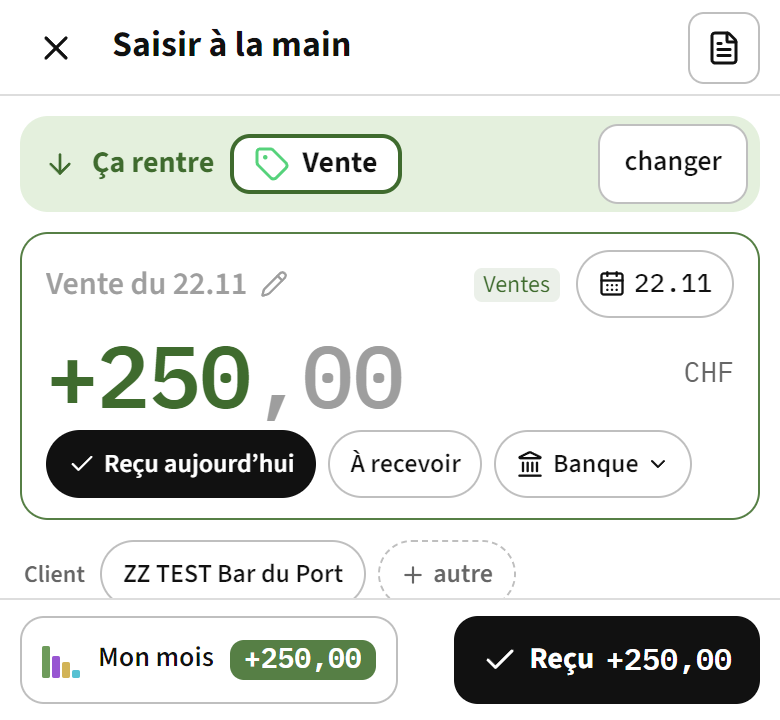 Saisir à la main
Ça rentre Vente changer
Vente du 22.11 Ventes 22.11
+250,00 CHF
Reçu aujourd’hui À recevoir Banque
Client ZZ TEST Bar du Port + autre
Mon mois +250,00 Reçu +250,00